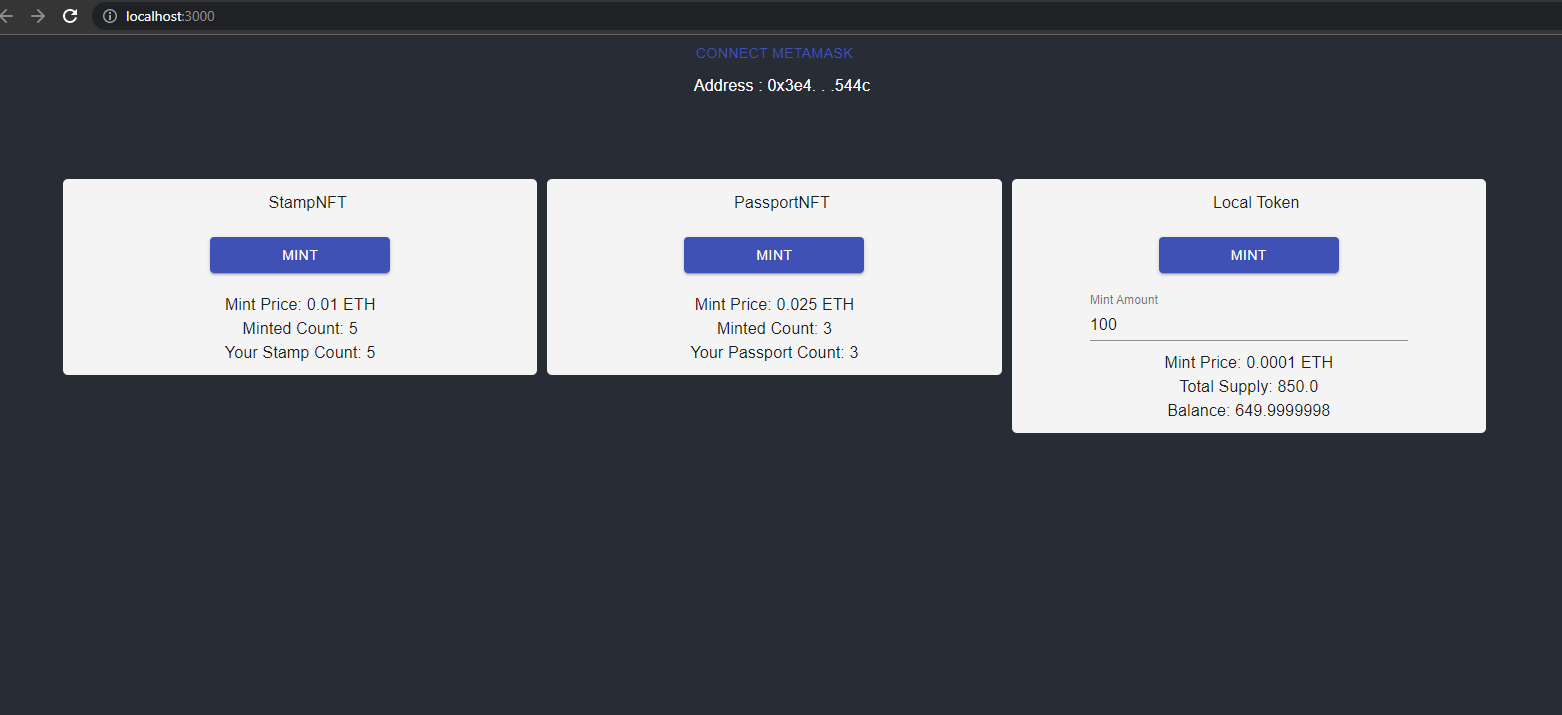 localhost:3000
CONNECT METAMASK
Address : 0x3e4. . .544c
StampNFT
MINT
Mint Price: 0.01 ETH
Minted Count: 5
Your Stamp Count: 5
PassportNFT
MINT
Mint Price: 0.025 ETH
Minted Count: 3
Your Passport Count: 3
Local Token
MINT
Mint Amount
100
Mint Price: 0.0001 ETH
Total Supply: 850.0
Balance: 649.9999998